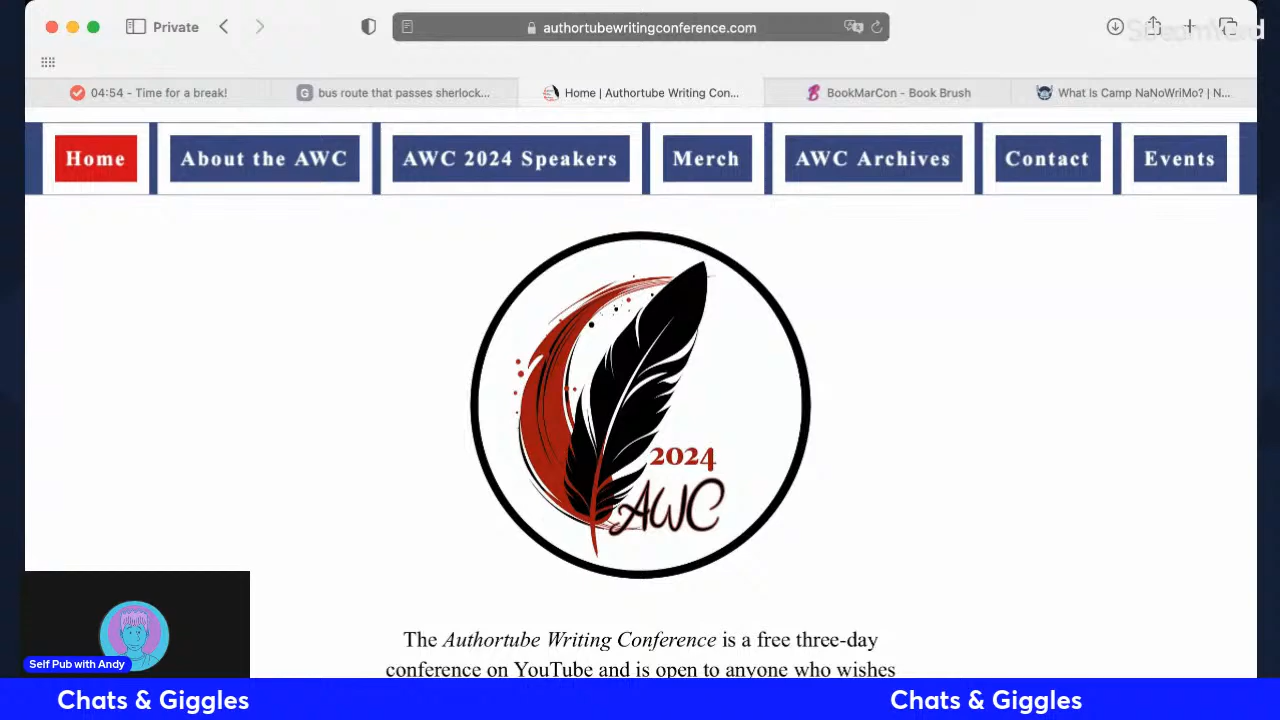 Private
authortubewritingconference.com
StreamYard
04:54 - Time for a break!
bus route that passes sherlock...
Home | Authortube Writing Con...
BookMarCon - Book Brush
What Is Camp NaNoWriMo? | N...
Home
About the AWC
AWC 2024 Speakers
Merch
AWC Archives
Contact
Events
2024
AWC
The Authortube Writing Conference is a free three-day
conference on YouTube and is open to anyone who wishes
Self Pub with Andy
Chats & Giggles
Chats & Giggles